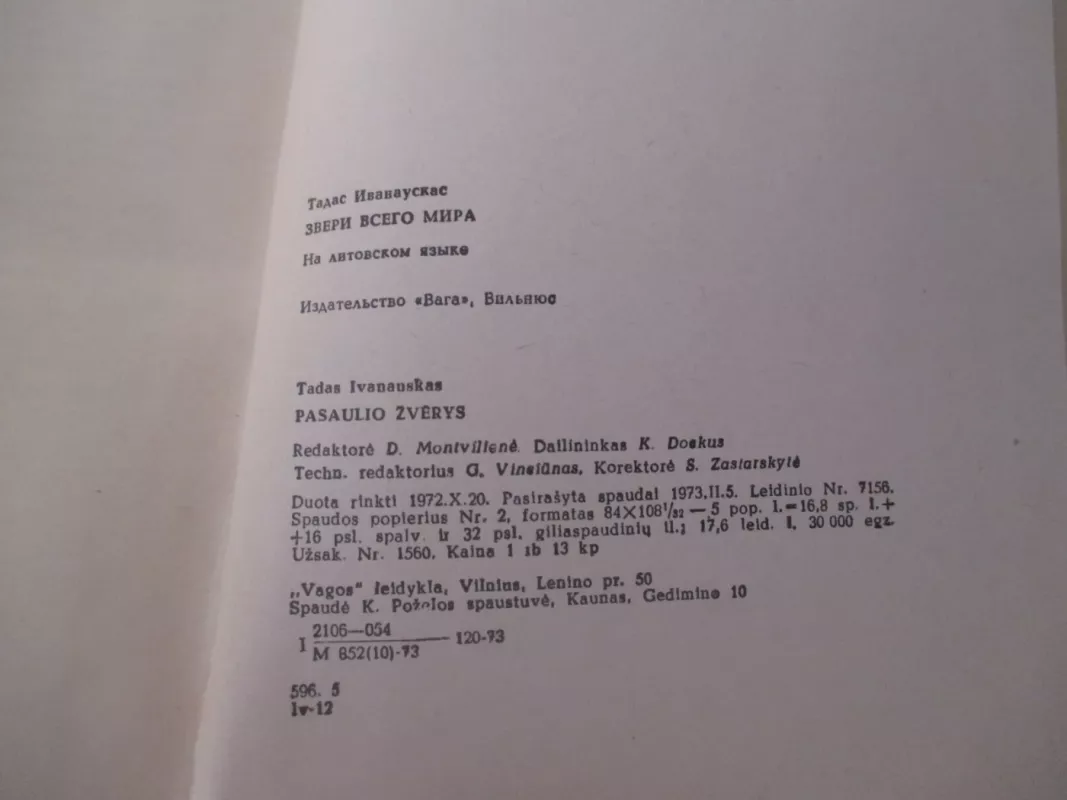 Тадас Иванаускас
ЗВЕРИ ВСЕГО МИРА
На литовском языке
Издательство «Вага», Вильнюс
Tadas Ivanauskas
PASAULIO ŽVĖRYS
Redaktorė D. Montvilienė. Dailininkas K. Dockus
Techn. redaktorius G. Vinciūnas. Korektorė S. Zastarskytė
Duota rinkti 1972.X.20. Pasirašyta spaudai 1973.II.5. Leidinio Nr. 7156.
Spaudos popierius Nr. 2, formatas 84×108¹/₃₂ — 5 pop. l.=16,8 sp. l.+
+16 psl. spalv. ir 32 psl. giliaspaudinių il.; 17,6 leid. l. 30 000 egz.
Užsak. Nr. 1560. Kaina 1 rb 13 kp
„Vagos“ leidykla, Vilnius, Lenino pr. 50
Spaudė K. Poželos spaustuvė, Kaunas, Gedimino 10
I 2106—054
M 852(10)-73 120-73
596. 5
Iv-12